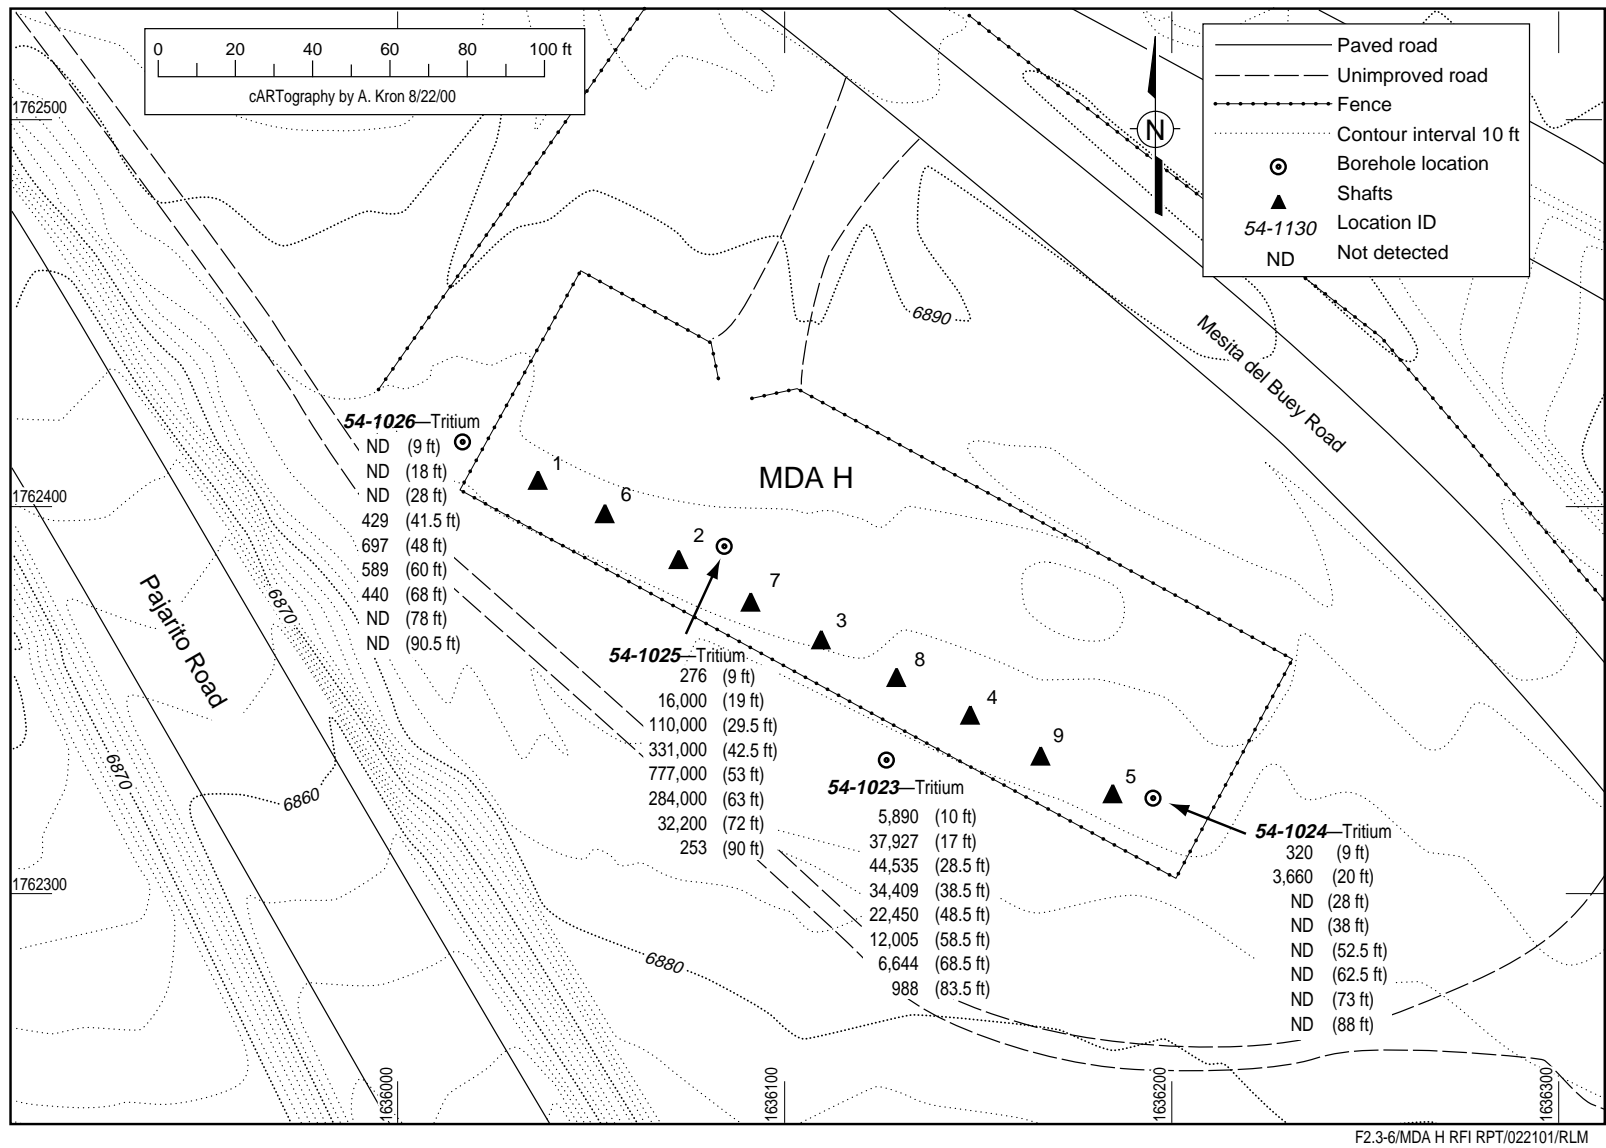 0 20 40 60 80 100 ft
cARTography by A. Kron 8/22/00
Paved road
Unimproved road
Fence
Contour interval 10 ft
Borehole location
Shafts
54-1130 Location ID
ND Not detected
N
1762500
1762400
1762300
1636000
1636100
1636200
1636300
6890
Mesita del Buey Road
MDA H
Pajarito Road
6870
6870
6860
6880
1
6
2
7
3
8
4
9
5
54-1026—Tritium
ND (9 ft)
ND (18 ft)
ND (28 ft)
429 (41.5 ft)
697 (48 ft)
589 (60 ft)
440 (68 ft)
ND (78 ft)
ND (90.5 ft)
54-1025—Tritium
276 (9 ft)
16,000 (19 ft)
110,000 (29.5 ft)
331,000 (42.5 ft)
777,000 (53 ft)
284,000 (63 ft)
32,200 (72 ft)
253 (90 ft)
54-1023—Tritium
5,890 (10 ft)
37,927 (17 ft)
44,535 (28.5 ft)
34,409 (38.5 ft)
22,450 (48.5 ft)
12,005 (58.5 ft)
6,644 (68.5 ft)
988 (83.5 ft)
54-1024—Tritium
320 (9 ft)
3,660 (20 ft)
ND (28 ft)
ND (38 ft)
ND (52.5 ft)
ND (62.5 ft)
ND (73 ft)
ND (88 ft)
F2.3-6/MDA H RFI RPT/022101/RLM